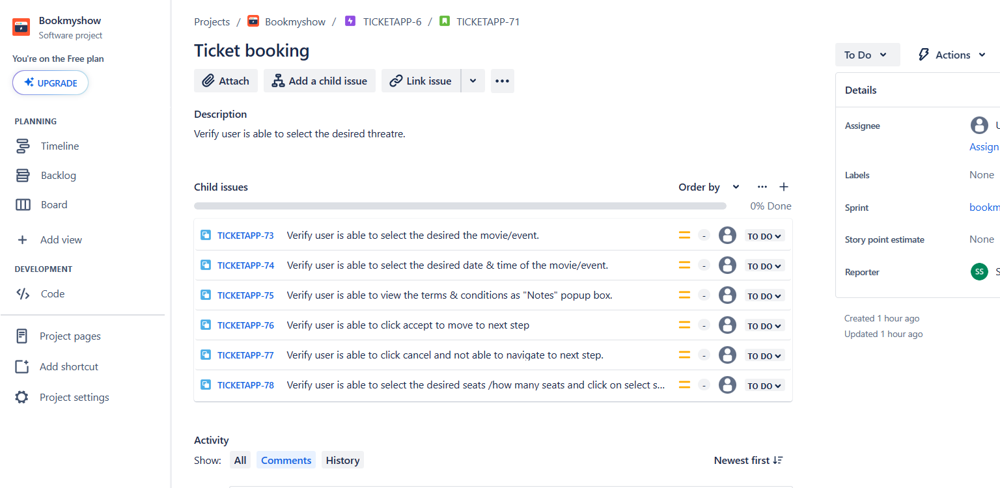 Bookmyshow
Software project
You're on the Free plan
UPGRADE
PLANNING
Timeline
Backlog
Board
Add view
DEVELOPMENT
Code
Project pages
Add shortcut
Project settings
Projects / Bookmyshow / TICKETAPP-6 / TICKETAPP-71
Ticket booking
Attach Add a child issue Link issue
Description
Verify user is able to select the desired threatre.
Child issues Order by
0% Done
TICKETAPP-73 Verify user is able to select the desired the movie/event. - TO DO
TICKETAPP-74 Verify user is able to select the desired date & time of the movie/event. - TO DO
TICKETAPP-75 Verify user is able to view the terms & conditions as "Notes" popup box. - TO DO
TICKETAPP-76 Verify user is able to click accept to move to next step - TO DO
TICKETAPP-77 Verify user is able to click cancel and not able to navigate to next step. - TO DO
TICKETAPP-78 Verify user is able to select the desired seats /how many seats and click on select s... - TO DO
Activity
Show: All Comments History Newest first
To Do Actions
Details
Assignee U
Assign
Labels None
Sprint bookm
Story point estimate None
Reporter SS S
Created 1 hour ago
Updated 1 hour ago